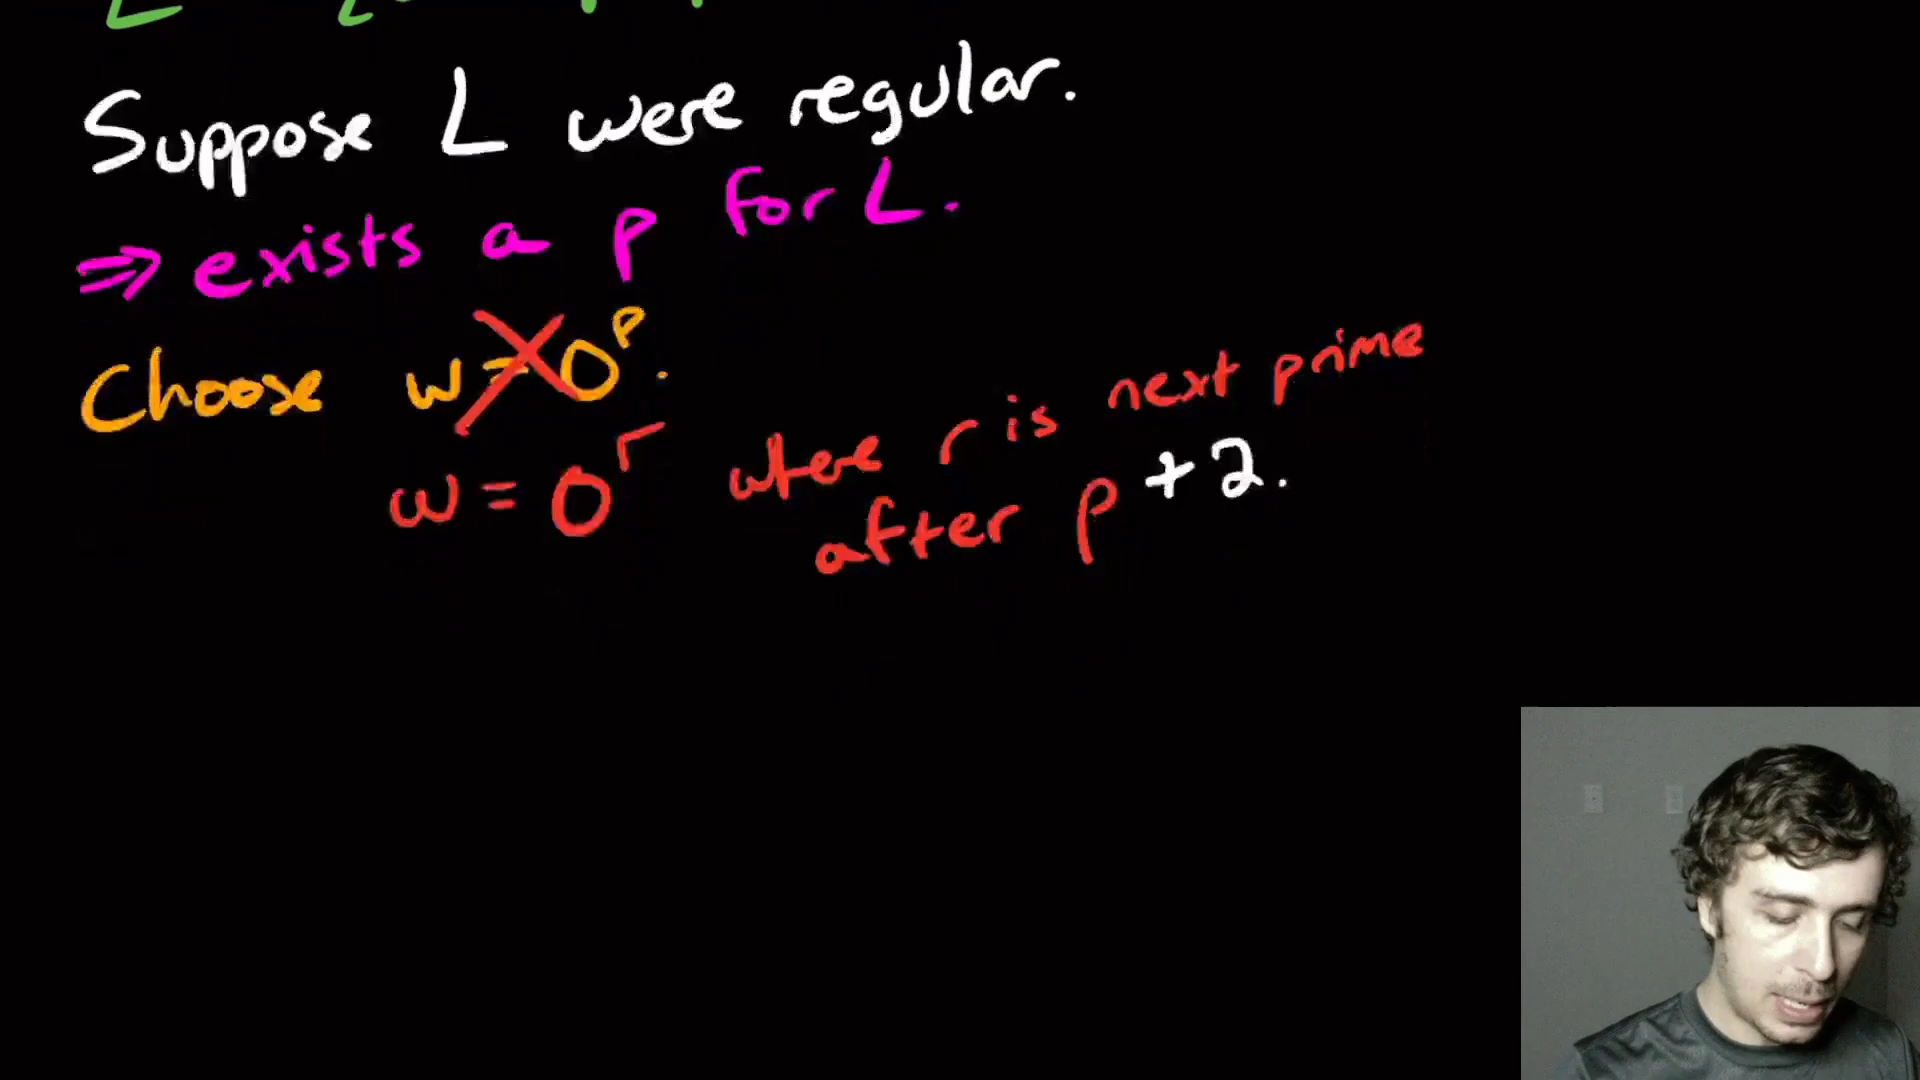 Suppose L were regular.
⇒ exists a p for L.
Choose w = 0^p.
w = 0^r where r is next prime
after p + 2.